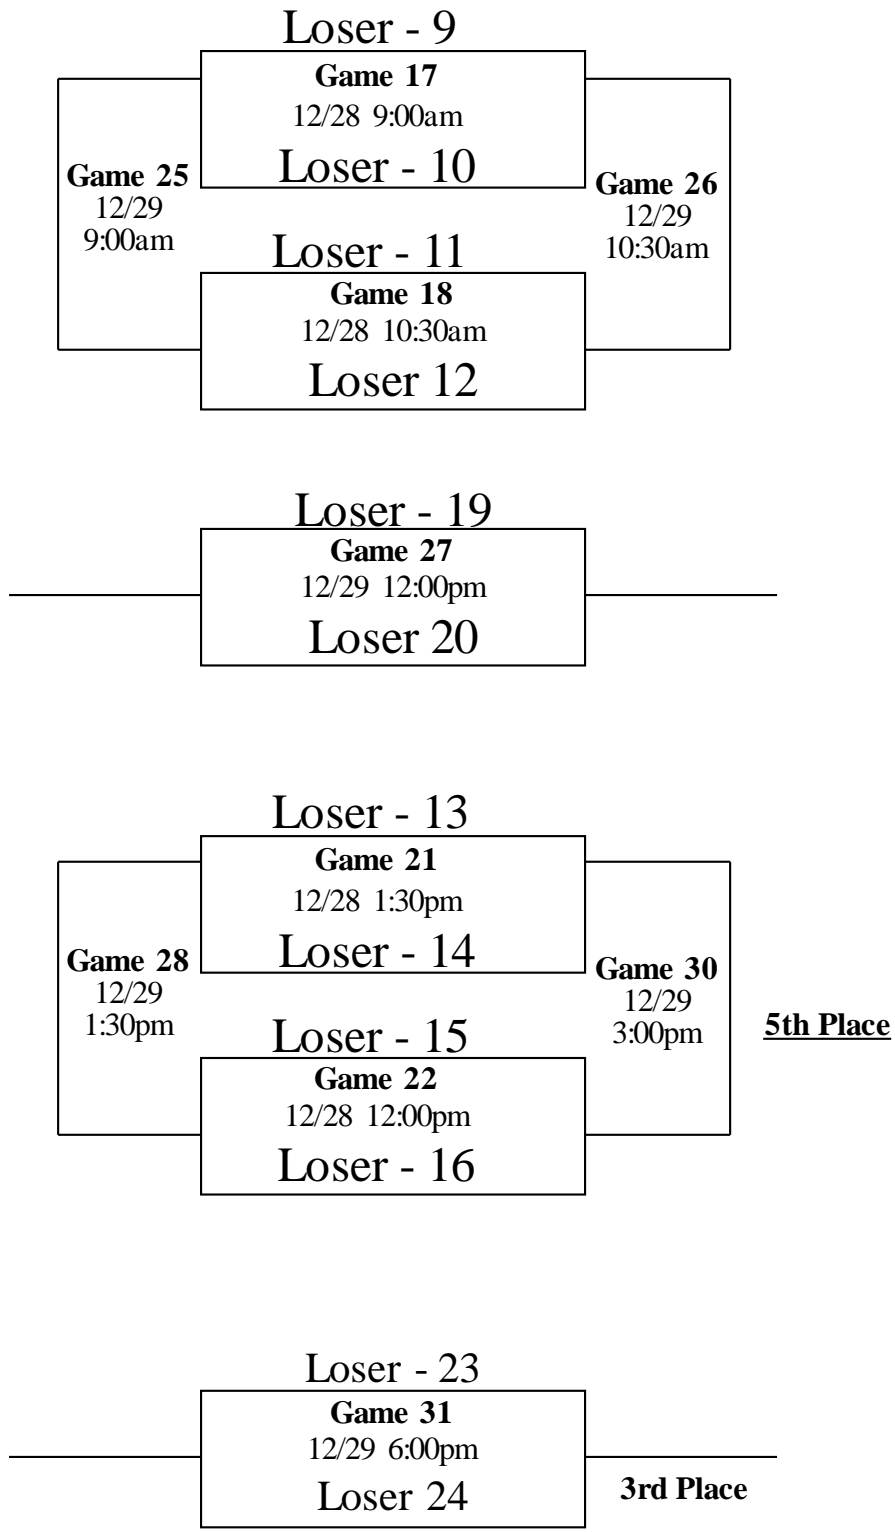 Loser - 9
Game 17
12/28 9:00am
Loser - 10
Game 25
12/29
9:00am
Game 26
12/29
10:30am
Loser - 11
Game 18
12/28 10:30am
Loser 12
Loser - 19
Game 27
12/29 12:00pm
Loser 20
Loser - 13
Game 21
12/28 1:30pm
Loser - 14
Game 28
12/29
1:30pm
Game 30
12/29
3:00pm
5th Place
Loser - 15
Game 22
12/28 12:00pm
Loser - 16
Loser - 23
Game 31
12/29 6:00pm
Loser 24
3rd Place